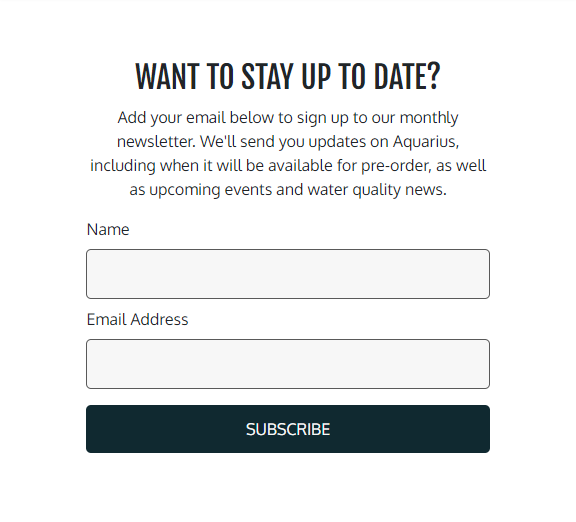 WANT TO STAY UP TO DATE?
Add your email below to sign up to our monthly
newsletter. We'll send you updates on Aquarius,
including when it will be available for pre-order, as well
as upcoming events and water quality news.
Name
Email Address
SUBSCRIBE